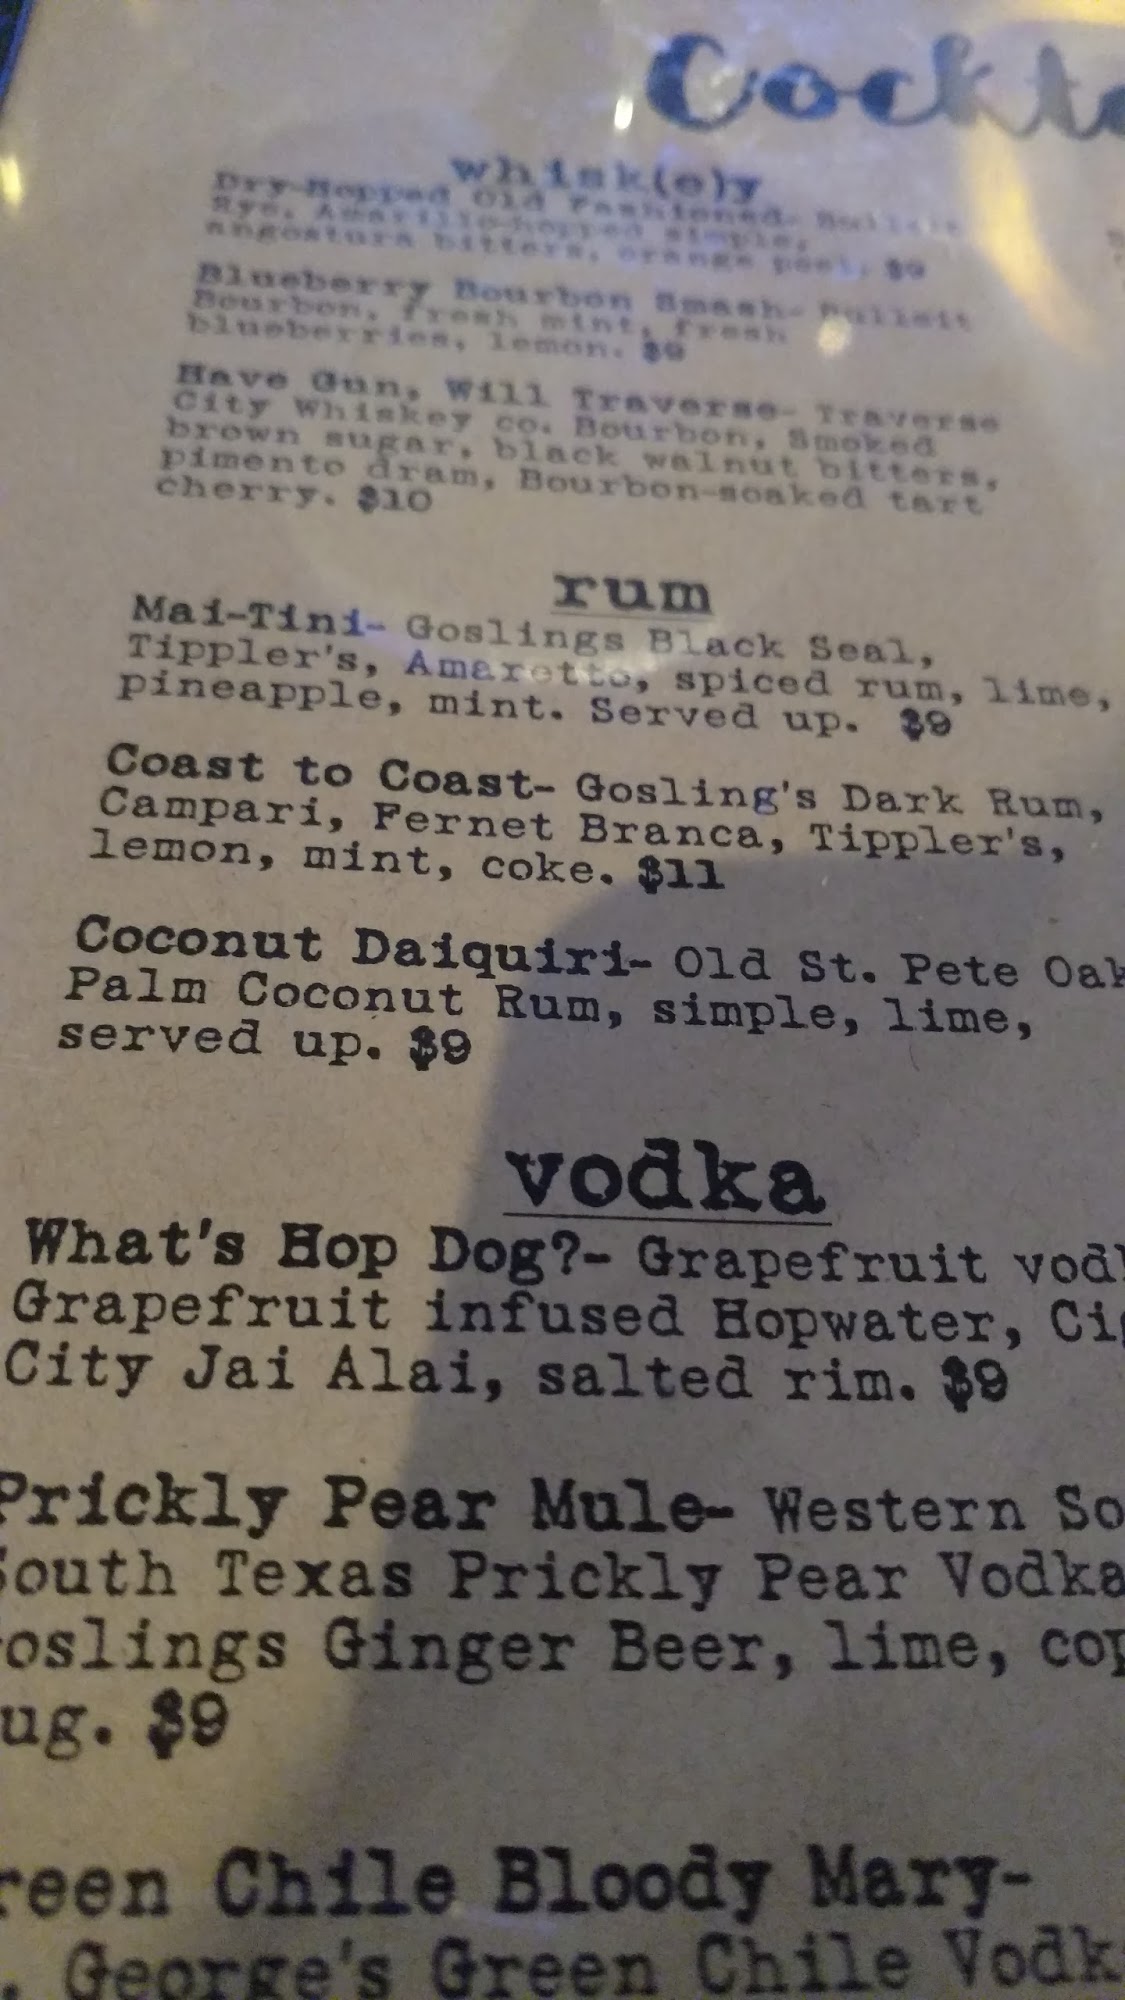 Cockta
whisk(e)y
Dry-Hopped Old Fashioned- Bulleit
Rye, Amarillo-hopped simple,
angostura bitters, orange peel. $9
Blueberry Bourbon Smash- Bulleit
Bourbon, fresh mint, fresh
blueberries, lemon. $9
Have Gun, Will Traverse- Traverse
City Whiskey co. Bourbon, Smoked
brown sugar, black walnut bitters,
pimento dram, Bourbon-soaked tart
cherry. $10
rum
Mai-Tini- Goslings Black Seal,
Tippler's, Amaretto, spiced rum, lime,
pineapple, mint. Served up. $9
Coast to Coast- Gosling's Dark Rum,
Campari, Fernet Branca, Tippler's,
lemon, mint, coke. $11
Coconut Daiquiri- Old St. Pete Oak
Palm Coconut Rum, simple, lime,
served up. $9
vodka
What's Hop Dog?- Grapefruit vod
Grapefruit infused Hopwater, Cig
City Jai Alai, salted rim. $9
Prickly Pear Mule- Western So
South Texas Prickly Pear Vodka
oslings Ginger Beer, lime, cop
ug. $9
reen Chile Bloody Mary-
. George's Green Chile Vodk